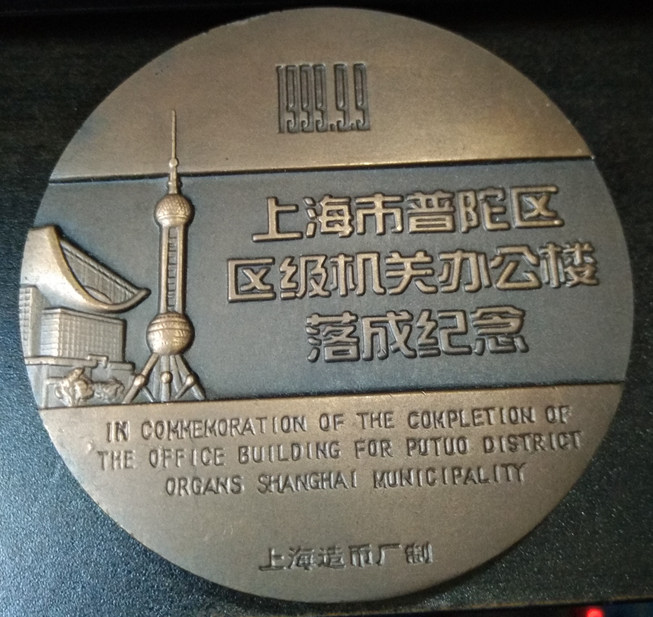 1999.9.9
上海市普陀区
区级机关办公楼
落成纪念
IN COMMEMORATION OF THE COMPLETION OF
THE OFFICE BUILDING FOR PUTUO DISTRICT
ORGANS SHANGHAI MUNICIPALITY
上海造币厂制